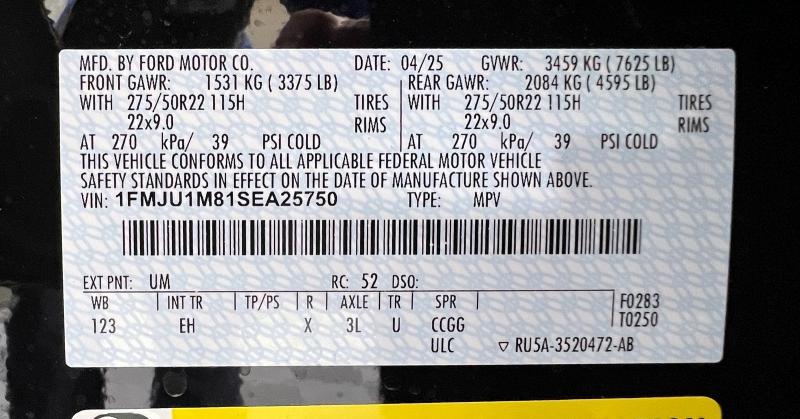 MFD. BY FORD MOTOR CO. DATE: 04/25 GVWR: 3459 KG ( 7625 LB)
FRONT GAWR: 1531 KG ( 3375 LB) REAR GAWR: 2084 KG ( 4595 LB)
WITH 275/50R22 115H TIRES WITH 275/50R22 115H TIRES
22x9.0 RIMS 22x9.0 RIMS
AT 270 kPa/ 39 PSI COLD AT 270 kPa/ 39 PSI COLD
THIS VEHICLE CONFORMS TO ALL APPLICABLE FEDERAL MOTOR VEHICLE
SAFETY STANDARDS IN EFFECT ON THE DATE OF MANUFACTURE SHOWN ABOVE.
VIN: 1FMJU1M81SEA25750 TYPE: MPV
EXT PNT: UM RC: 52 DSO:
WB | INT TR | TP/PS | R | AXLE | TR | SPR | F0283
123 EH X 3L U CCGG T0250
ULC ▽ RU5A-3520472-AB